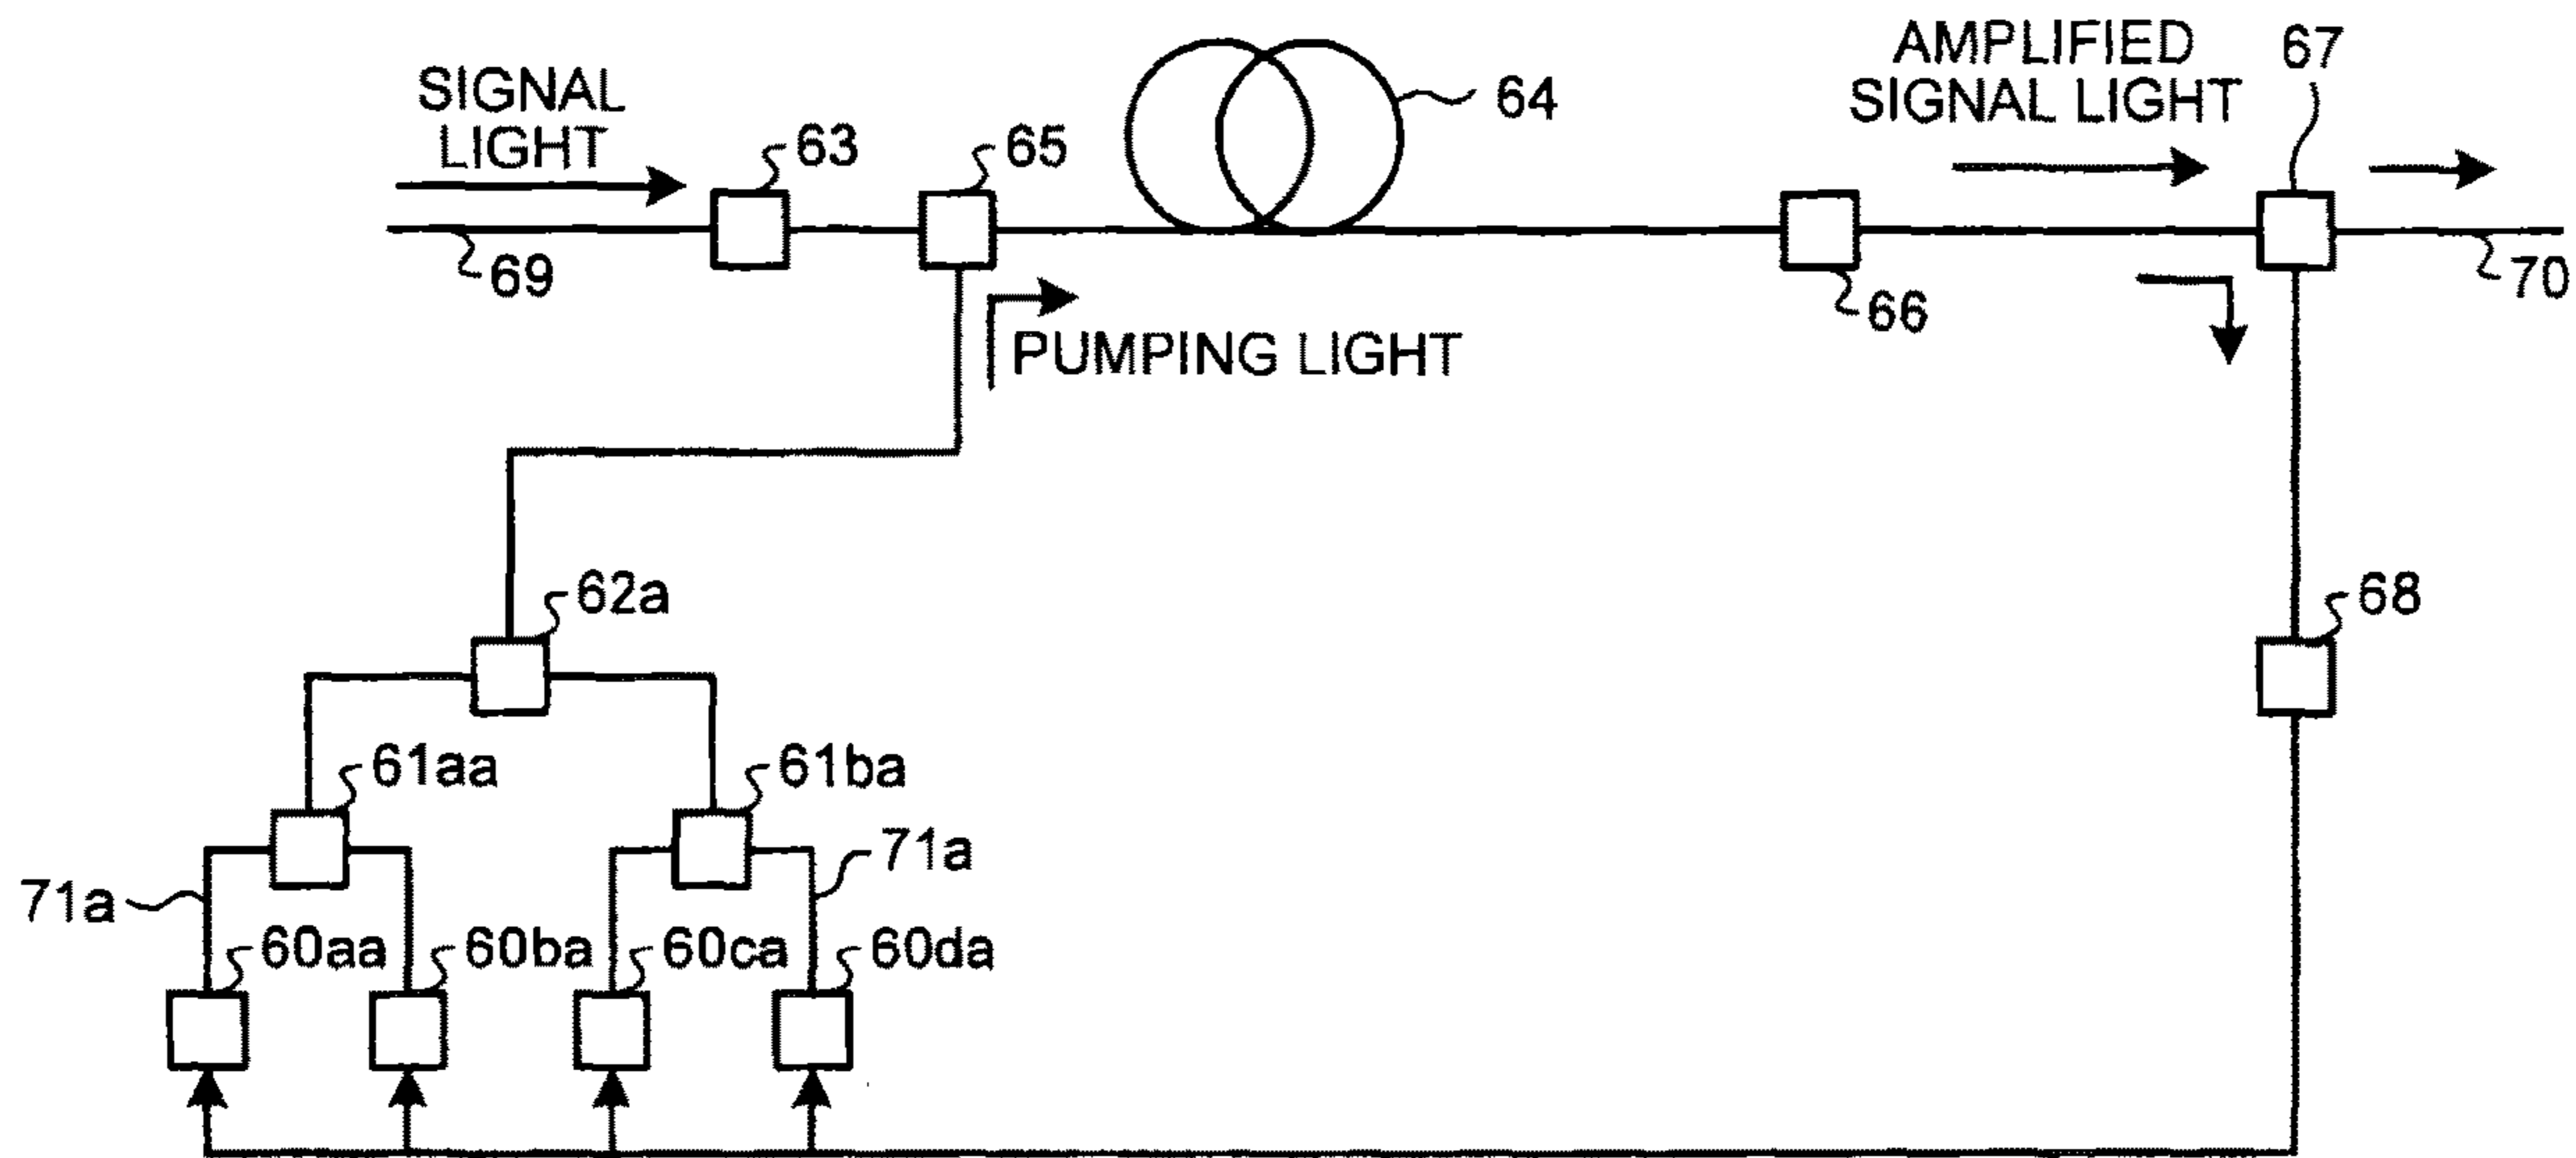 SIGNAL
LIGHT
63
65
64
AMPLIFIED
SIGNAL LIGHT
67
69
PUMPING LIGHT
66
70
62a
68
61aa
61ba
71a
71a
60aa
60ba
60ca
60da